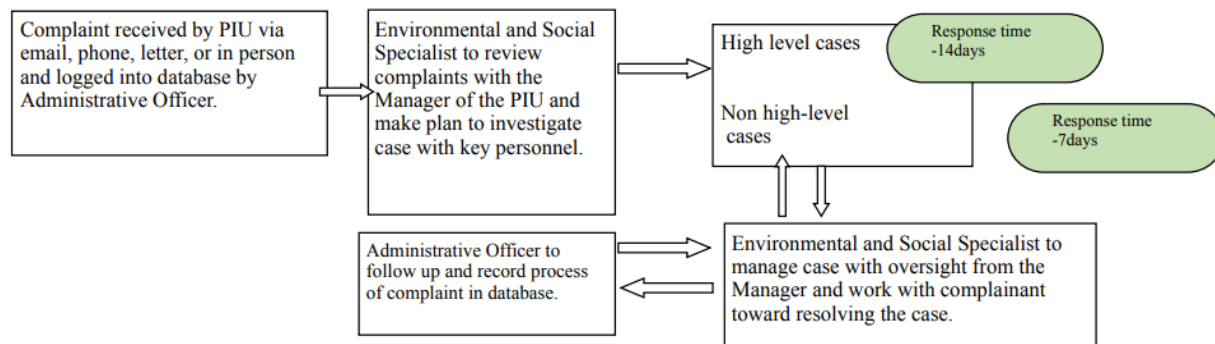 Complaint received by PIU via
email, phone, letter, or in person
and logged into database by
Administrative Officer.
Environmental and Social
Specialist to review
complaints with the
Manager of the PIU and
make plan to investigate
case with key personnel.
High level cases
Response time
-14days
Non high-level
cases
Response time
-7days
Administrative Officer to
follow up and record process
of complaint in database.
Environmental and Social Specialist to
manage case with oversight from the
Manager and work with complainant
toward resolving the case.